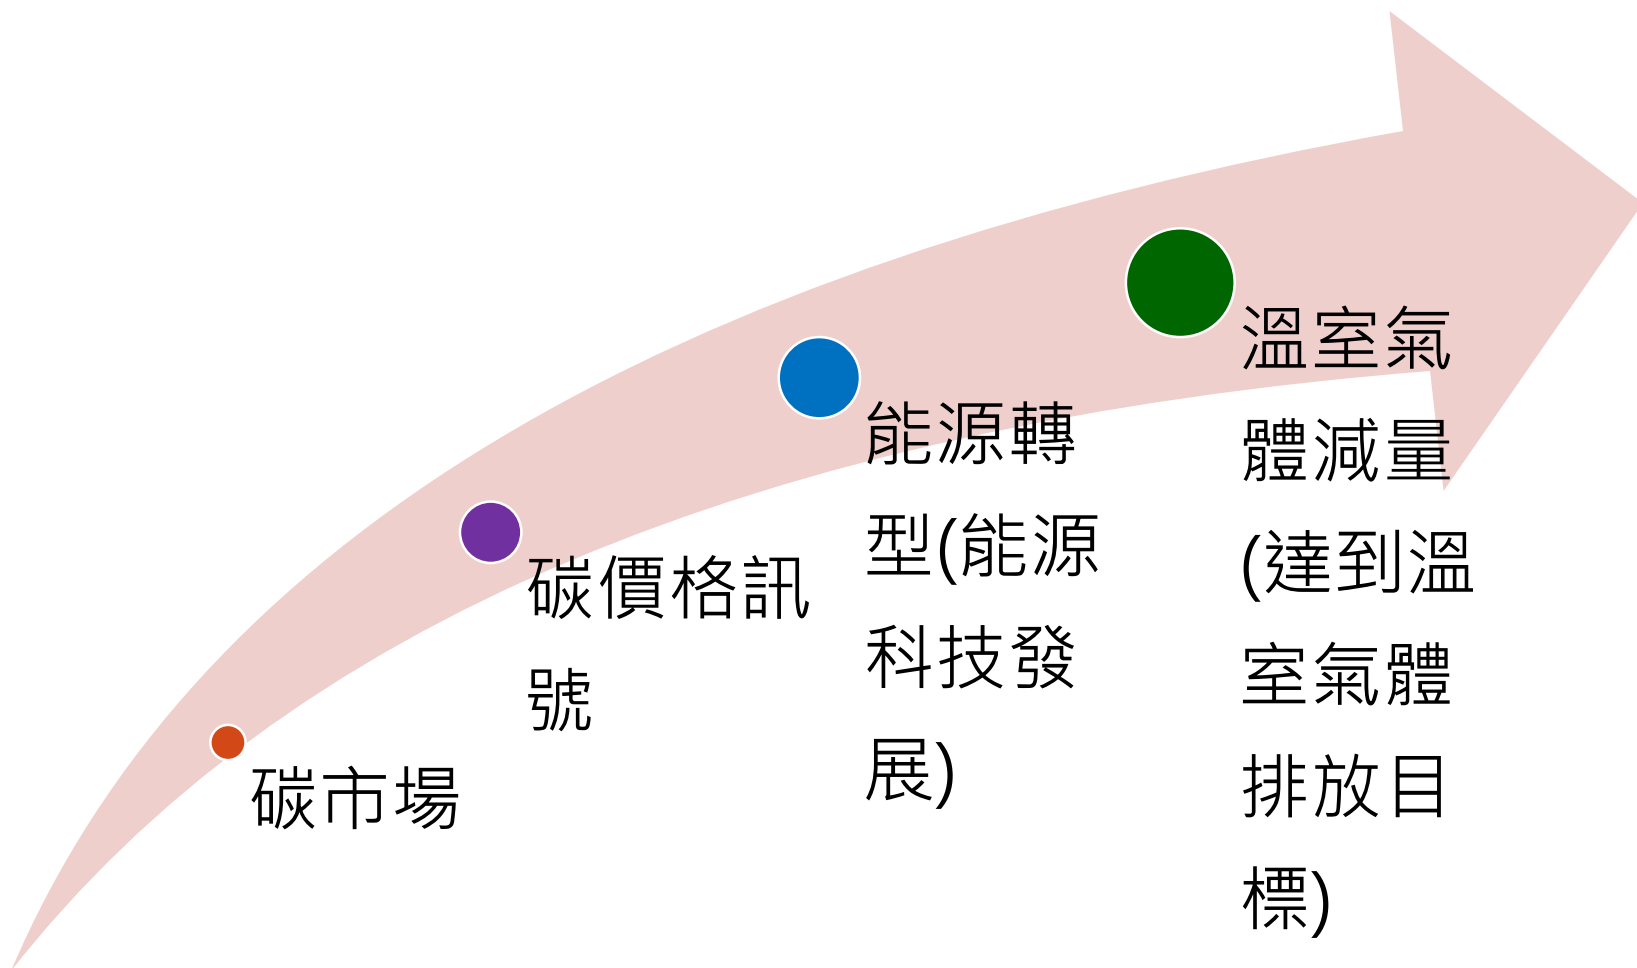 碳市場
碳價格訊
號
能源轉
型(能源
科技發
展)
溫室氣
體減量
(達到溫
室氣體
排放目
標)